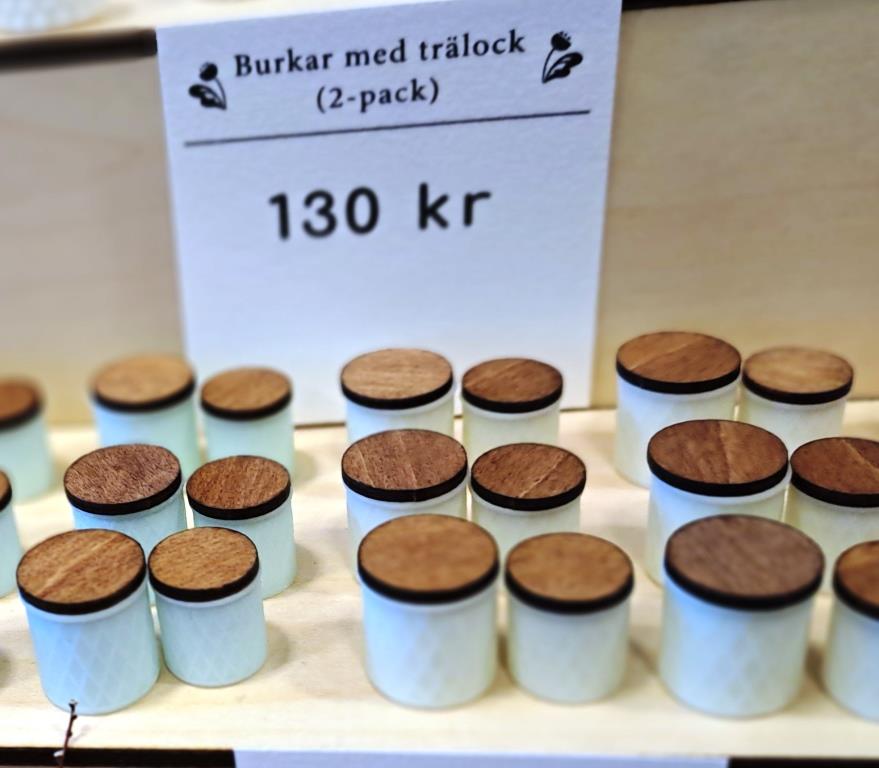 Burkar med trälock
(2-pack)
130 kr